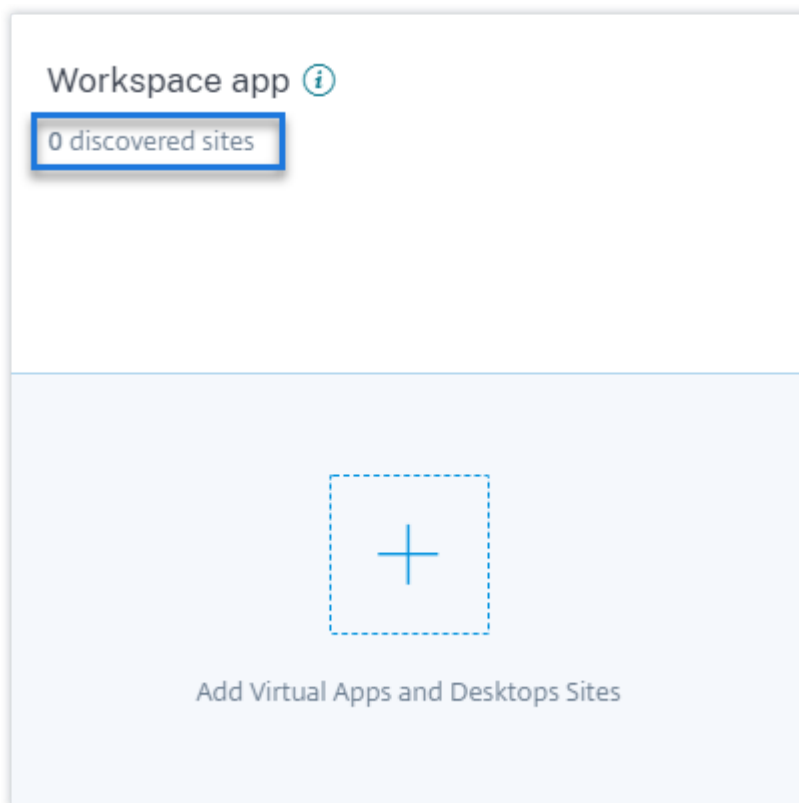 Workspace app
0 discovered sites
Add Virtual Apps and Desktops Sites